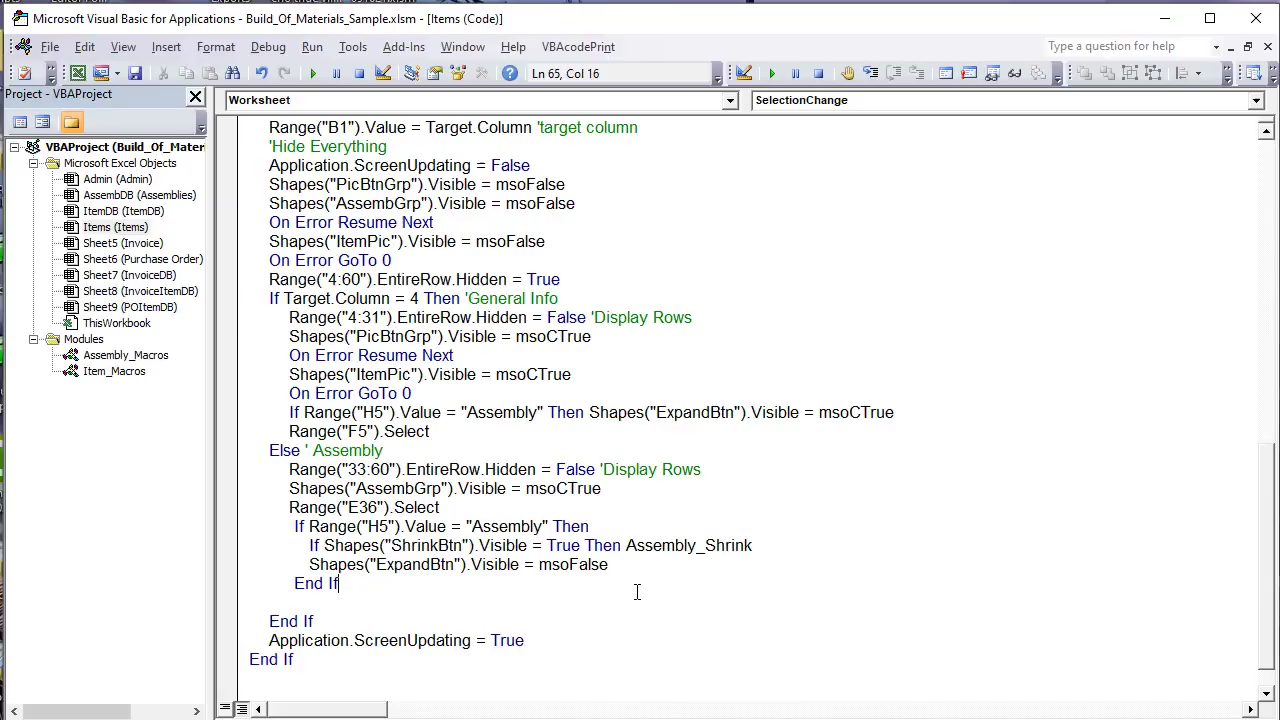 Microsoft Visual Basic for Applications - Build_Of_Materials_Sample.xlsm - [Items (Code)]
File Edit View Insert Format Debug Run Tools Add-Ins Window Help VBAcodePrint Type a question for help
Ln 65, Col 16
Project - VBAProject
Worksheet SelectionChange
VBAProject (Build_Of_Mater
Microsoft Excel Objects
Admin (Admin)
AssembDB (Assemblies)
ItemDB (ItemDB)
Items (Items)
Sheet5 (Invoice)
Sheet6 (Purchase Order)
Sheet7 (InvoiceDB)
Sheet8 (InvoiceItemDB)
Sheet9 (POItemDB)
ThisWorkbook
Modules
Assembly_Macros
Item_Macros
Range("B1").Value = Target.Column 'target column
'Hide Everything
Application.ScreenUpdating = False
Shapes("PicBtnGrp").Visible = msoFalse
Shapes("AssembGrp").Visible = msoFalse
On Error Resume Next
Shapes("ItemPic").Visible = msoFalse
On Error GoTo 0
Range("4:60").EntireRow.Hidden = True
If Target.Column = 4 Then 'General Info
Range("4:31").EntireRow.Hidden = False 'Display Rows
Shapes("PicBtnGrp").Visible = msoCTrue
On Error Resume Next
Shapes("ItemPic").Visible = msoCTrue
On Error GoTo 0
If Range("H5").Value = "Assembly" Then Shapes("ExpandBtn").Visible = msoCTrue
Range("F5").Select
Else ' Assembly
Range("33:60").EntireRow.Hidden = False 'Display Rows
Shapes("AssembGrp").Visible = msoCTrue
Range("E36").Select
If Range("H5").Value = "Assembly" Then
If Shapes("ShrinkBtn").Visible = True Then Assembly_Shrink
Shapes("ExpandBtn").Visible = msoFalse
End If
End If
Application.ScreenUpdating = True
End If